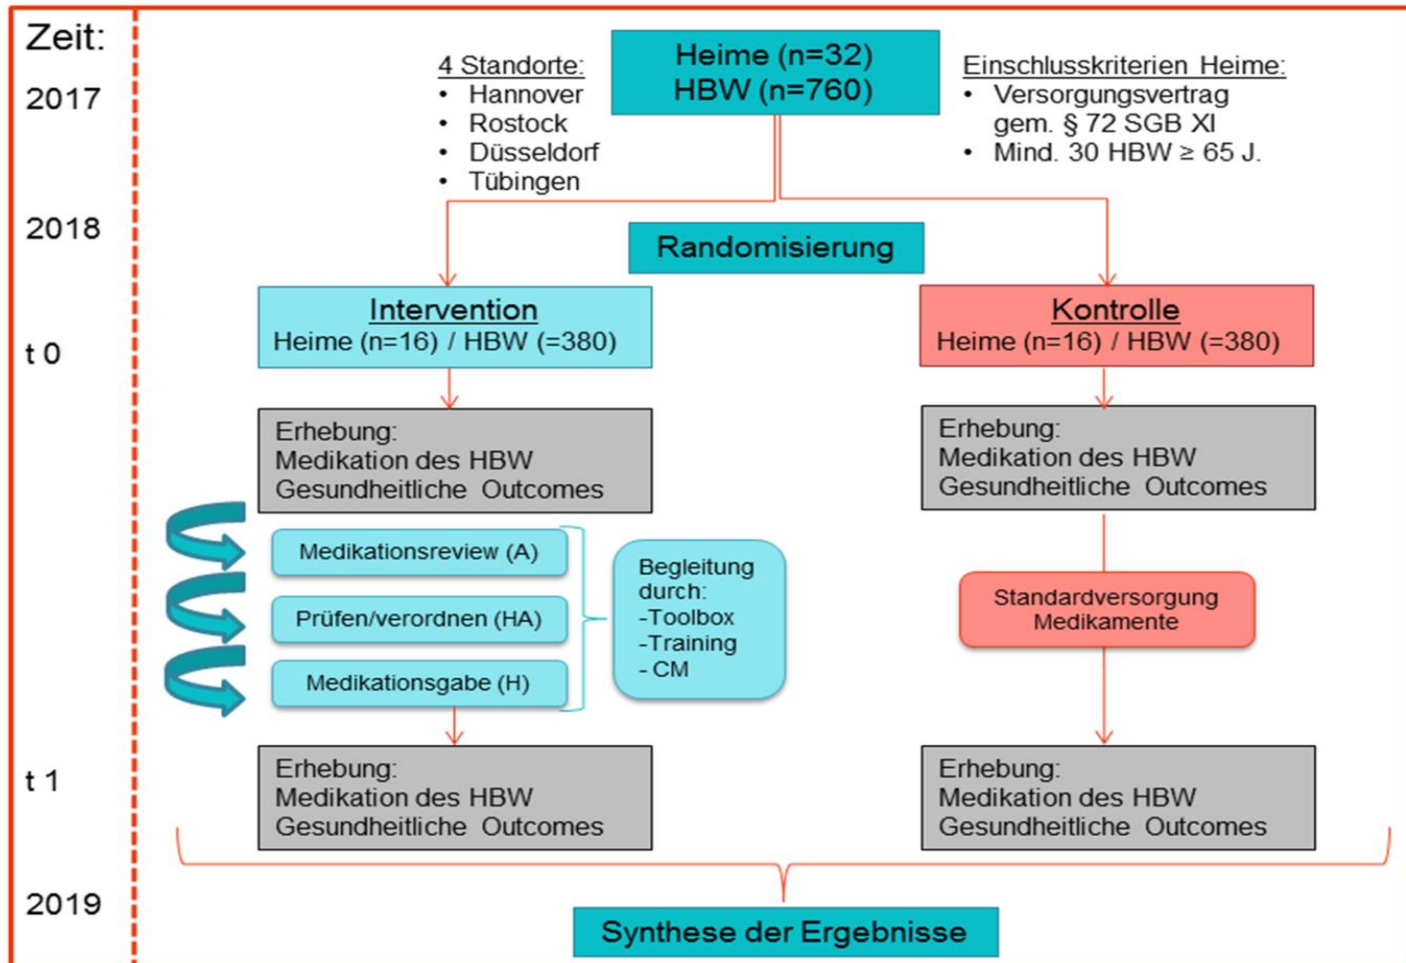 Zeit:
2017
2018
t 0
t 1
2019
4 Standorte:
• Hannover
• Rostock
• Düsseldorf
• Tübingen
Heime (n=32)
HBW (n=760)
Einschlusskriterien Heime:
• Versorgungsvertrag
gem. § 72 SGB XI
• Mind. 30 HBW ≥ 65 J.
Randomisierung
Intervention
Heime (n=16) / HBW (=380)
Kontrolle
Heime (n=16) / HBW (=380)
Erhebung:
Medikation des HBW
Gesundheitliche Outcomes
Erhebung:
Medikation des HBW
Gesundheitliche Outcomes
Medikationsreview (A)
Prüfen/verordnen (HA)
Medikationsgabe (H)
Begleitung
durch:
-Toolbox
-Training
- CM
Standardversorgung
Medikamente
Erhebung:
Medikation des HBW
Gesundheitliche Outcomes
Erhebung:
Medikation des HBW
Gesundheitliche Outcomes
Synthese der Ergebnisse